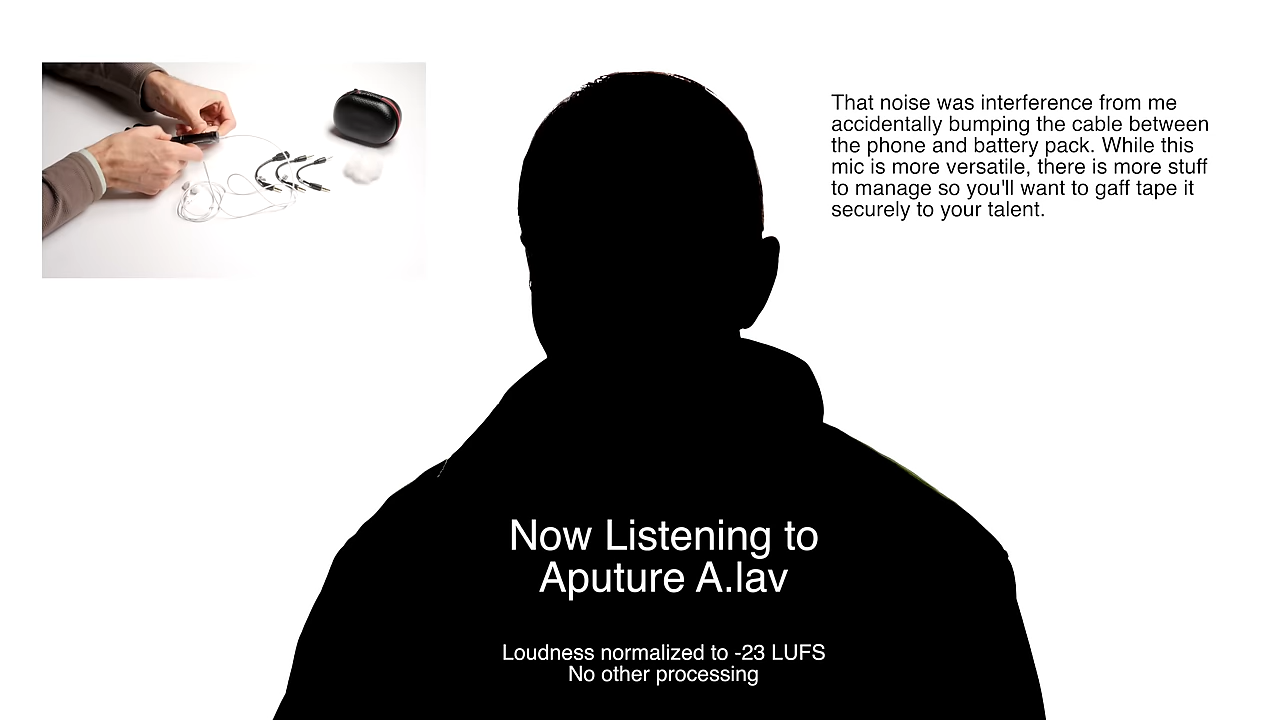 That noise was interference from me
accidentally bumping the cable between
the phone and battery pack. While this
mic is more versatile, there is more stuff
to manage so you'll want to gaff tape it
securely to your talent.
Now Listening to
Aputure A.lav
Loudness normalized to -23 LUFS
No other processing